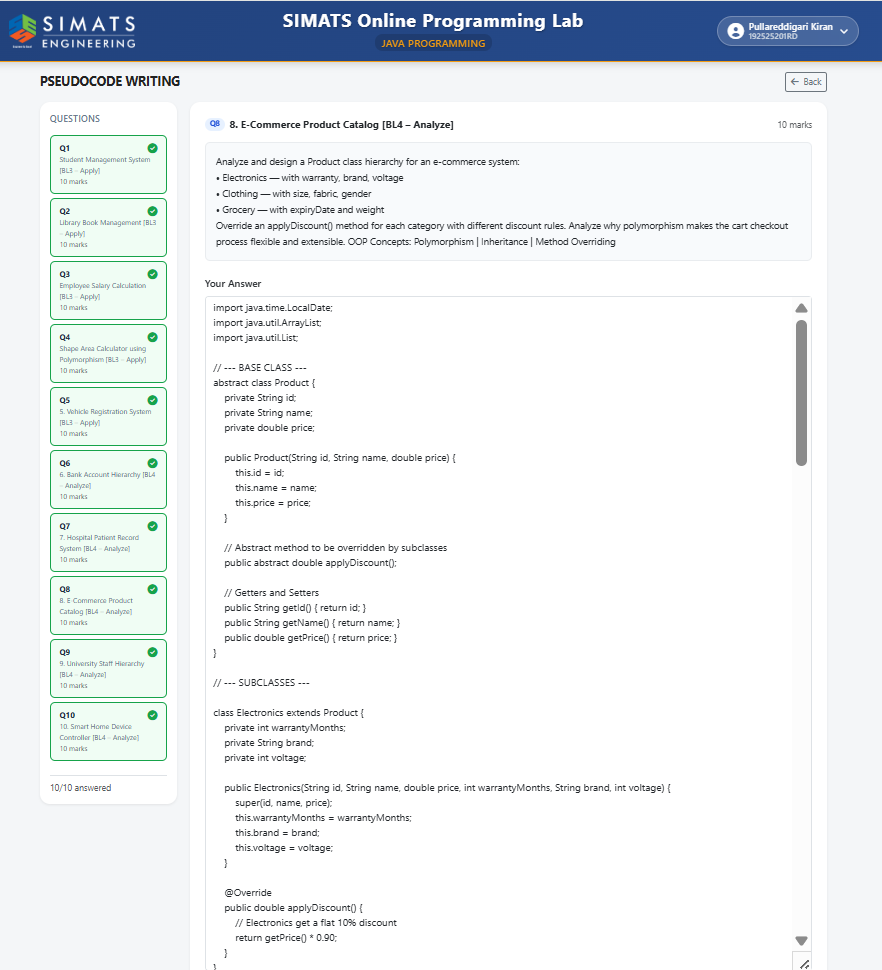 SIMATS
ENGINEERING
SIMATS Online Programming Lab
JAVA PROGRAMMING
Pullareddigari Kiran
192525201RD
PSEUDOCODE WRITING
← Back
QUESTIONS
Q1
Student Management System
[BL3 – Apply]
10 marks
Q2
Library Book Management [BL3
– Apply]
10 marks
Q3
Employee Salary Calculation
[BL3 – Apply]
10 marks
Q4
Shape Area Calculator using
Polymorphism [BL3 – Apply]
10 marks
Q5
5. Vehicle Registration System
[BL3 – Apply]
10 marks
Q6
6. Bank Account Hierarchy [BL4
– Analyze]
10 marks
Q7
7. Hospital Patient Record
System [BL4 – Analyze]
10 marks
Q8
8. E-Commerce Product
Catalog [BL4 – Analyze]
10 marks
Q9
9. University Staff Hierarchy
[BL4 – Analyze]
10 marks
Q10
10. Smart Home Device
Controller [BL4 – Analyze]
10 marks
10/10 answered
Q8 8. E-Commerce Product Catalog [BL4 – Analyze]
10 marks
Analyze and design a Product class hierarchy for an e-commerce system:
• Electronics — with warranty, brand, voltage
• Clothing — with size, fabric, gender
• Grocery — with expiryDate and weight
Override an applyDiscount() method for each category with different discount rules. Analyze why polymorphism makes the cart checkout
process flexible and extensible. OOP Concepts: Polymorphism | Inheritance | Method Overriding
Your Answer
import java.time.LocalDate;
import java.util.ArrayList;
import java.util.List;
// --- BASE CLASS ---
abstract class Product {
private String id;
private String name;
private double price;
public Product(String id, String name, double price) {
this.id = id;
this.name = name;
this.price = price;
}
// Abstract method to be overridden by subclasses
public abstract double applyDiscount();
// Getters and Setters
public String getId() { return id; }
public String getName() { return name; }
public double getPrice() { return price; }
}
// --- SUBCLASSES ---
class Electronics extends Product {
private int warrantyMonths;
private String brand;
private int voltage;
public Electronics(String id, String name, double price, int warrantyMonths, String brand, int voltage) {
super(id, name, price);
this.warrantyMonths = warrantyMonths;
this.brand = brand;
this.voltage = voltage;
}
@Override
public double applyDiscount() {
// Electronics get a flat 10% discount
return getPrice() * 0.90;
}
}